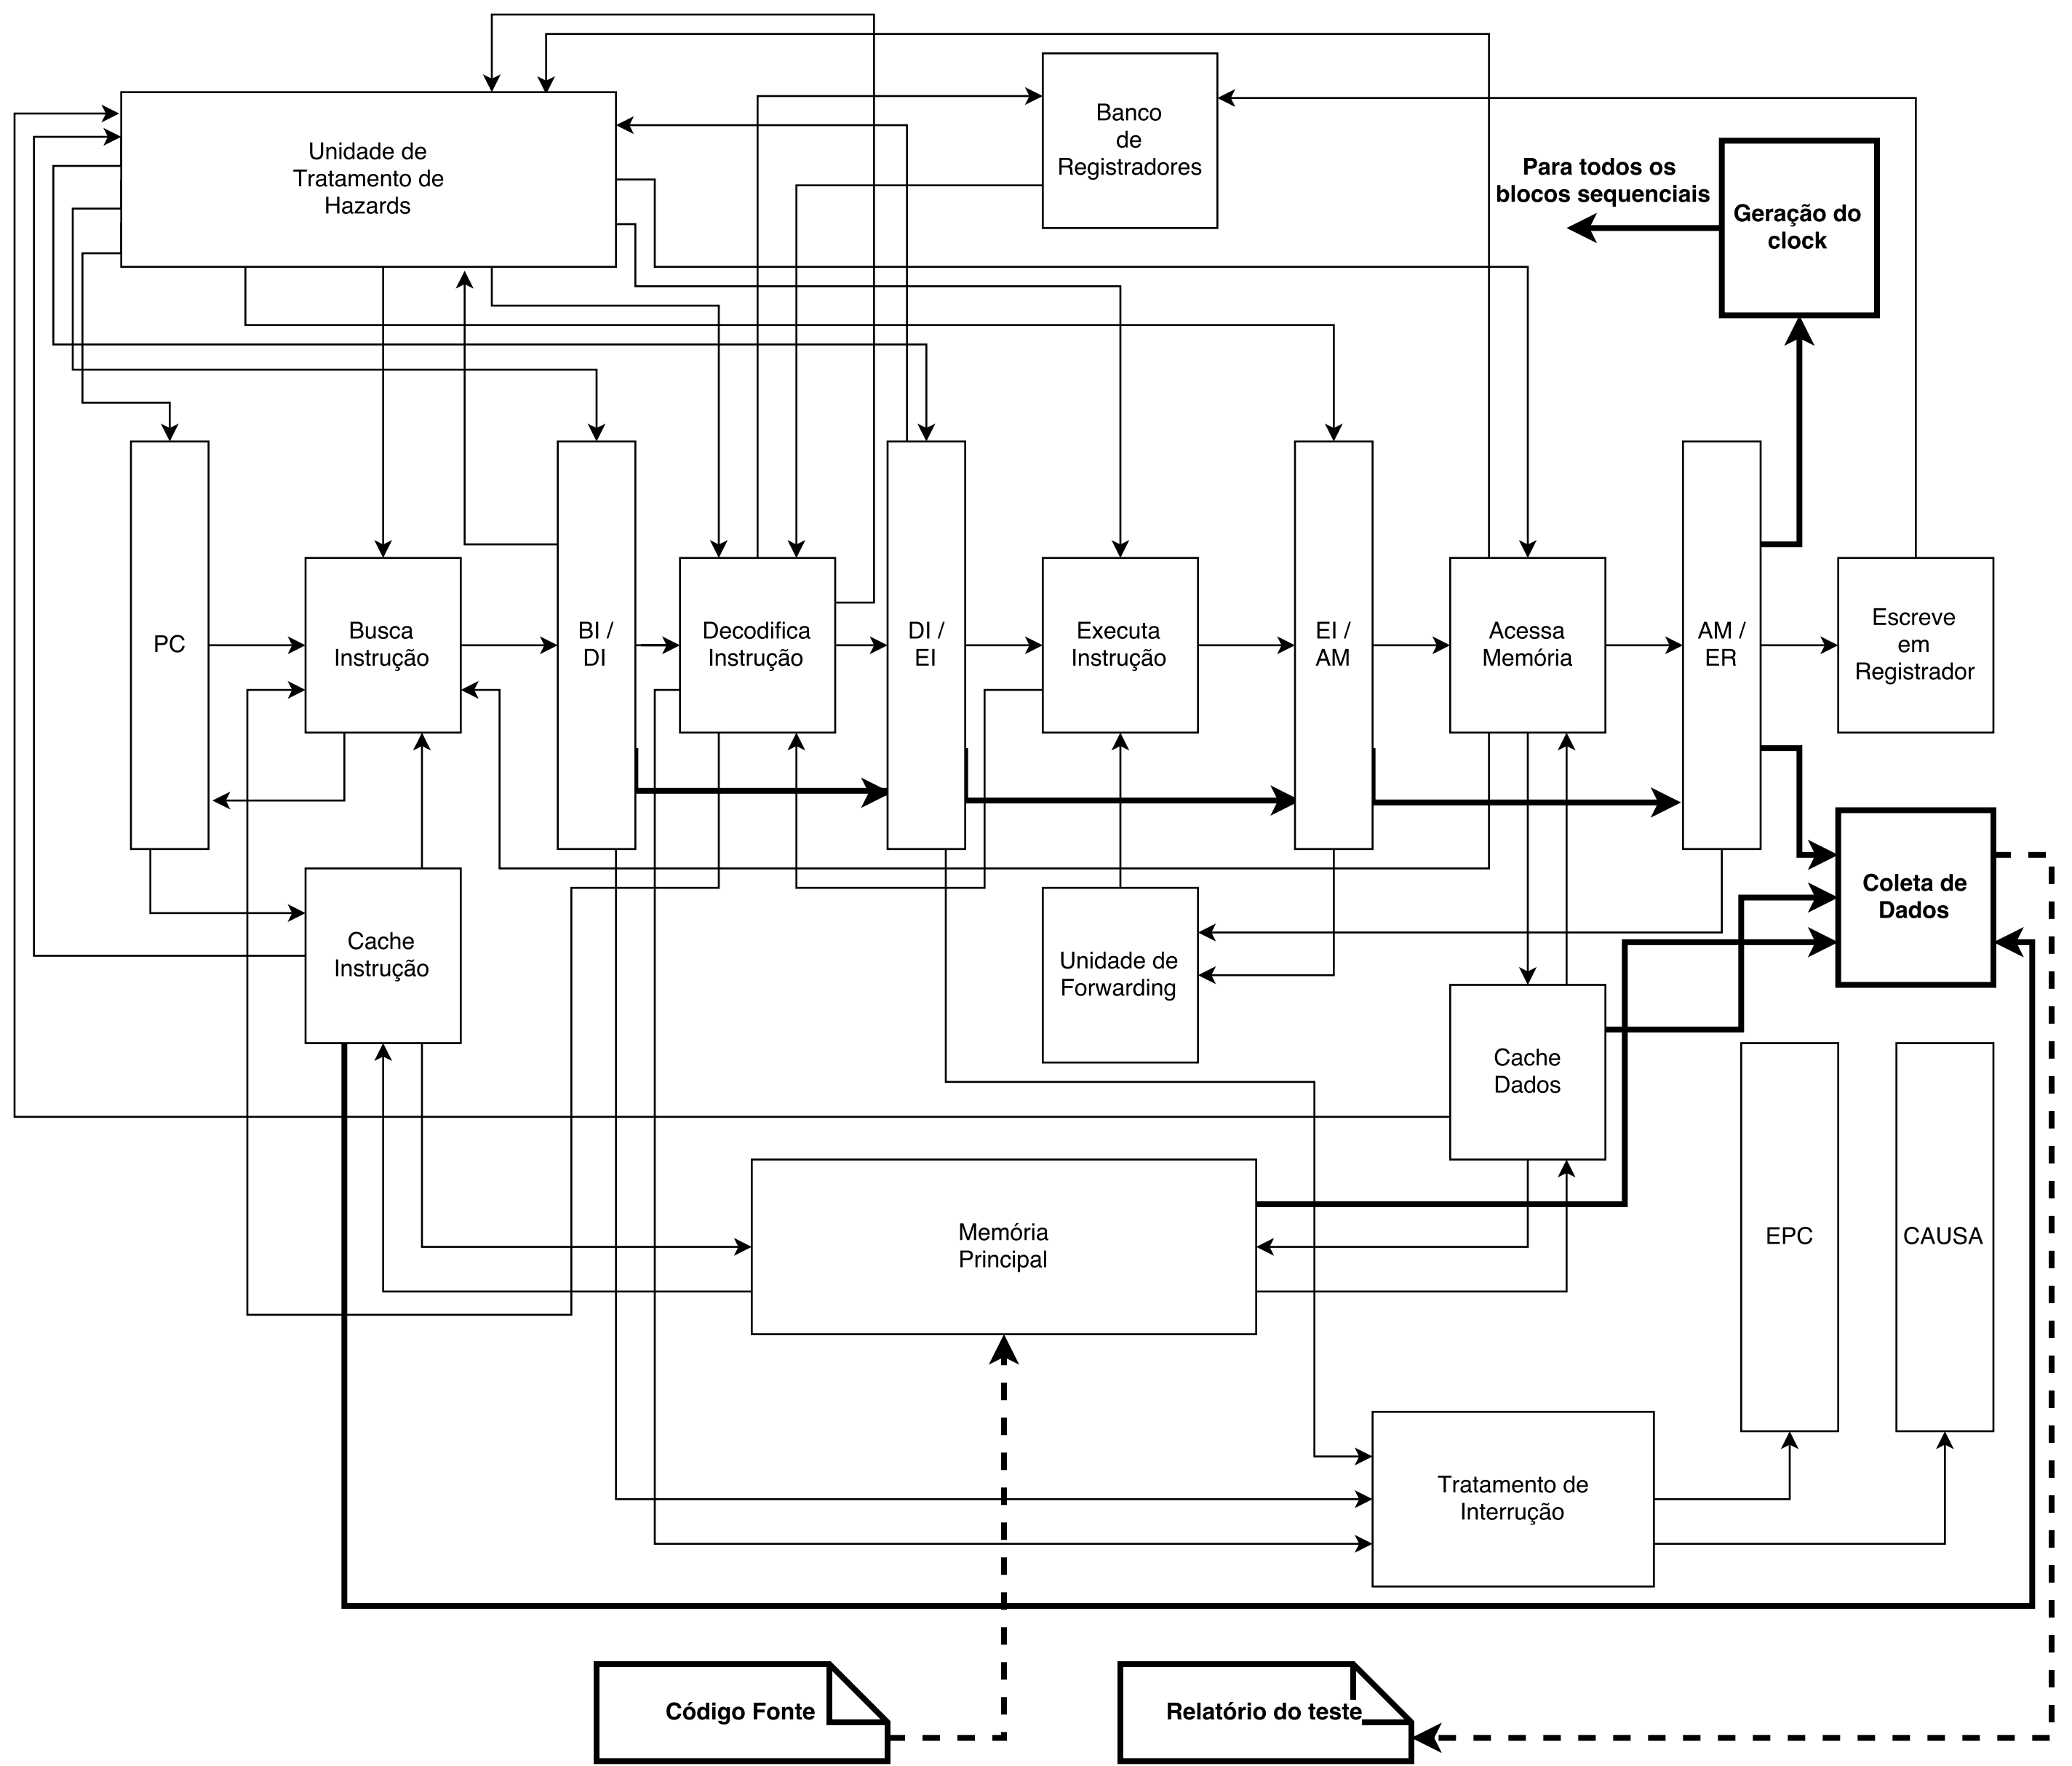 Banco
de
Registradores
Unidade de
Tratamento de
Hazards
Para todos os
blocos sequenciais
Geração do
clock
PC
Busca
Instrução
BI /
DI
Decodifica
Instrução
DI /
EI
Executa
Instrução
EI /
AM
Acessa
Memória
AM /
ER
Escreve
em
Registrador
Coleta de
Dados
Cache
Instrução
Unidade de
Forwarding
Cache
Dados
Memória
Principal
EPC
CAUSA
Tratamento de
Interrução
Código Fonte
Relatório do teste